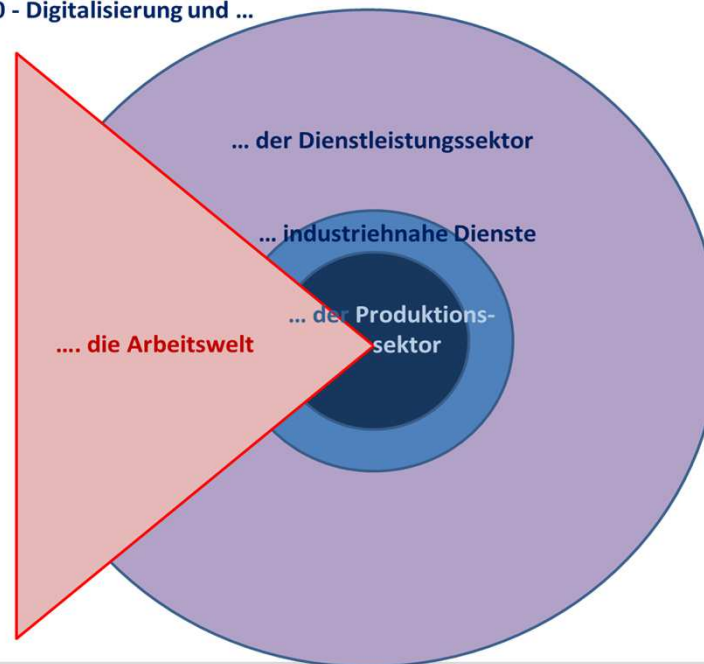 0 - Digitalisierung und ...
... der Dienstleistungssektor
... industriehnahe Dienste
... der Produktions-
sektor
.... die Arbeitswelt